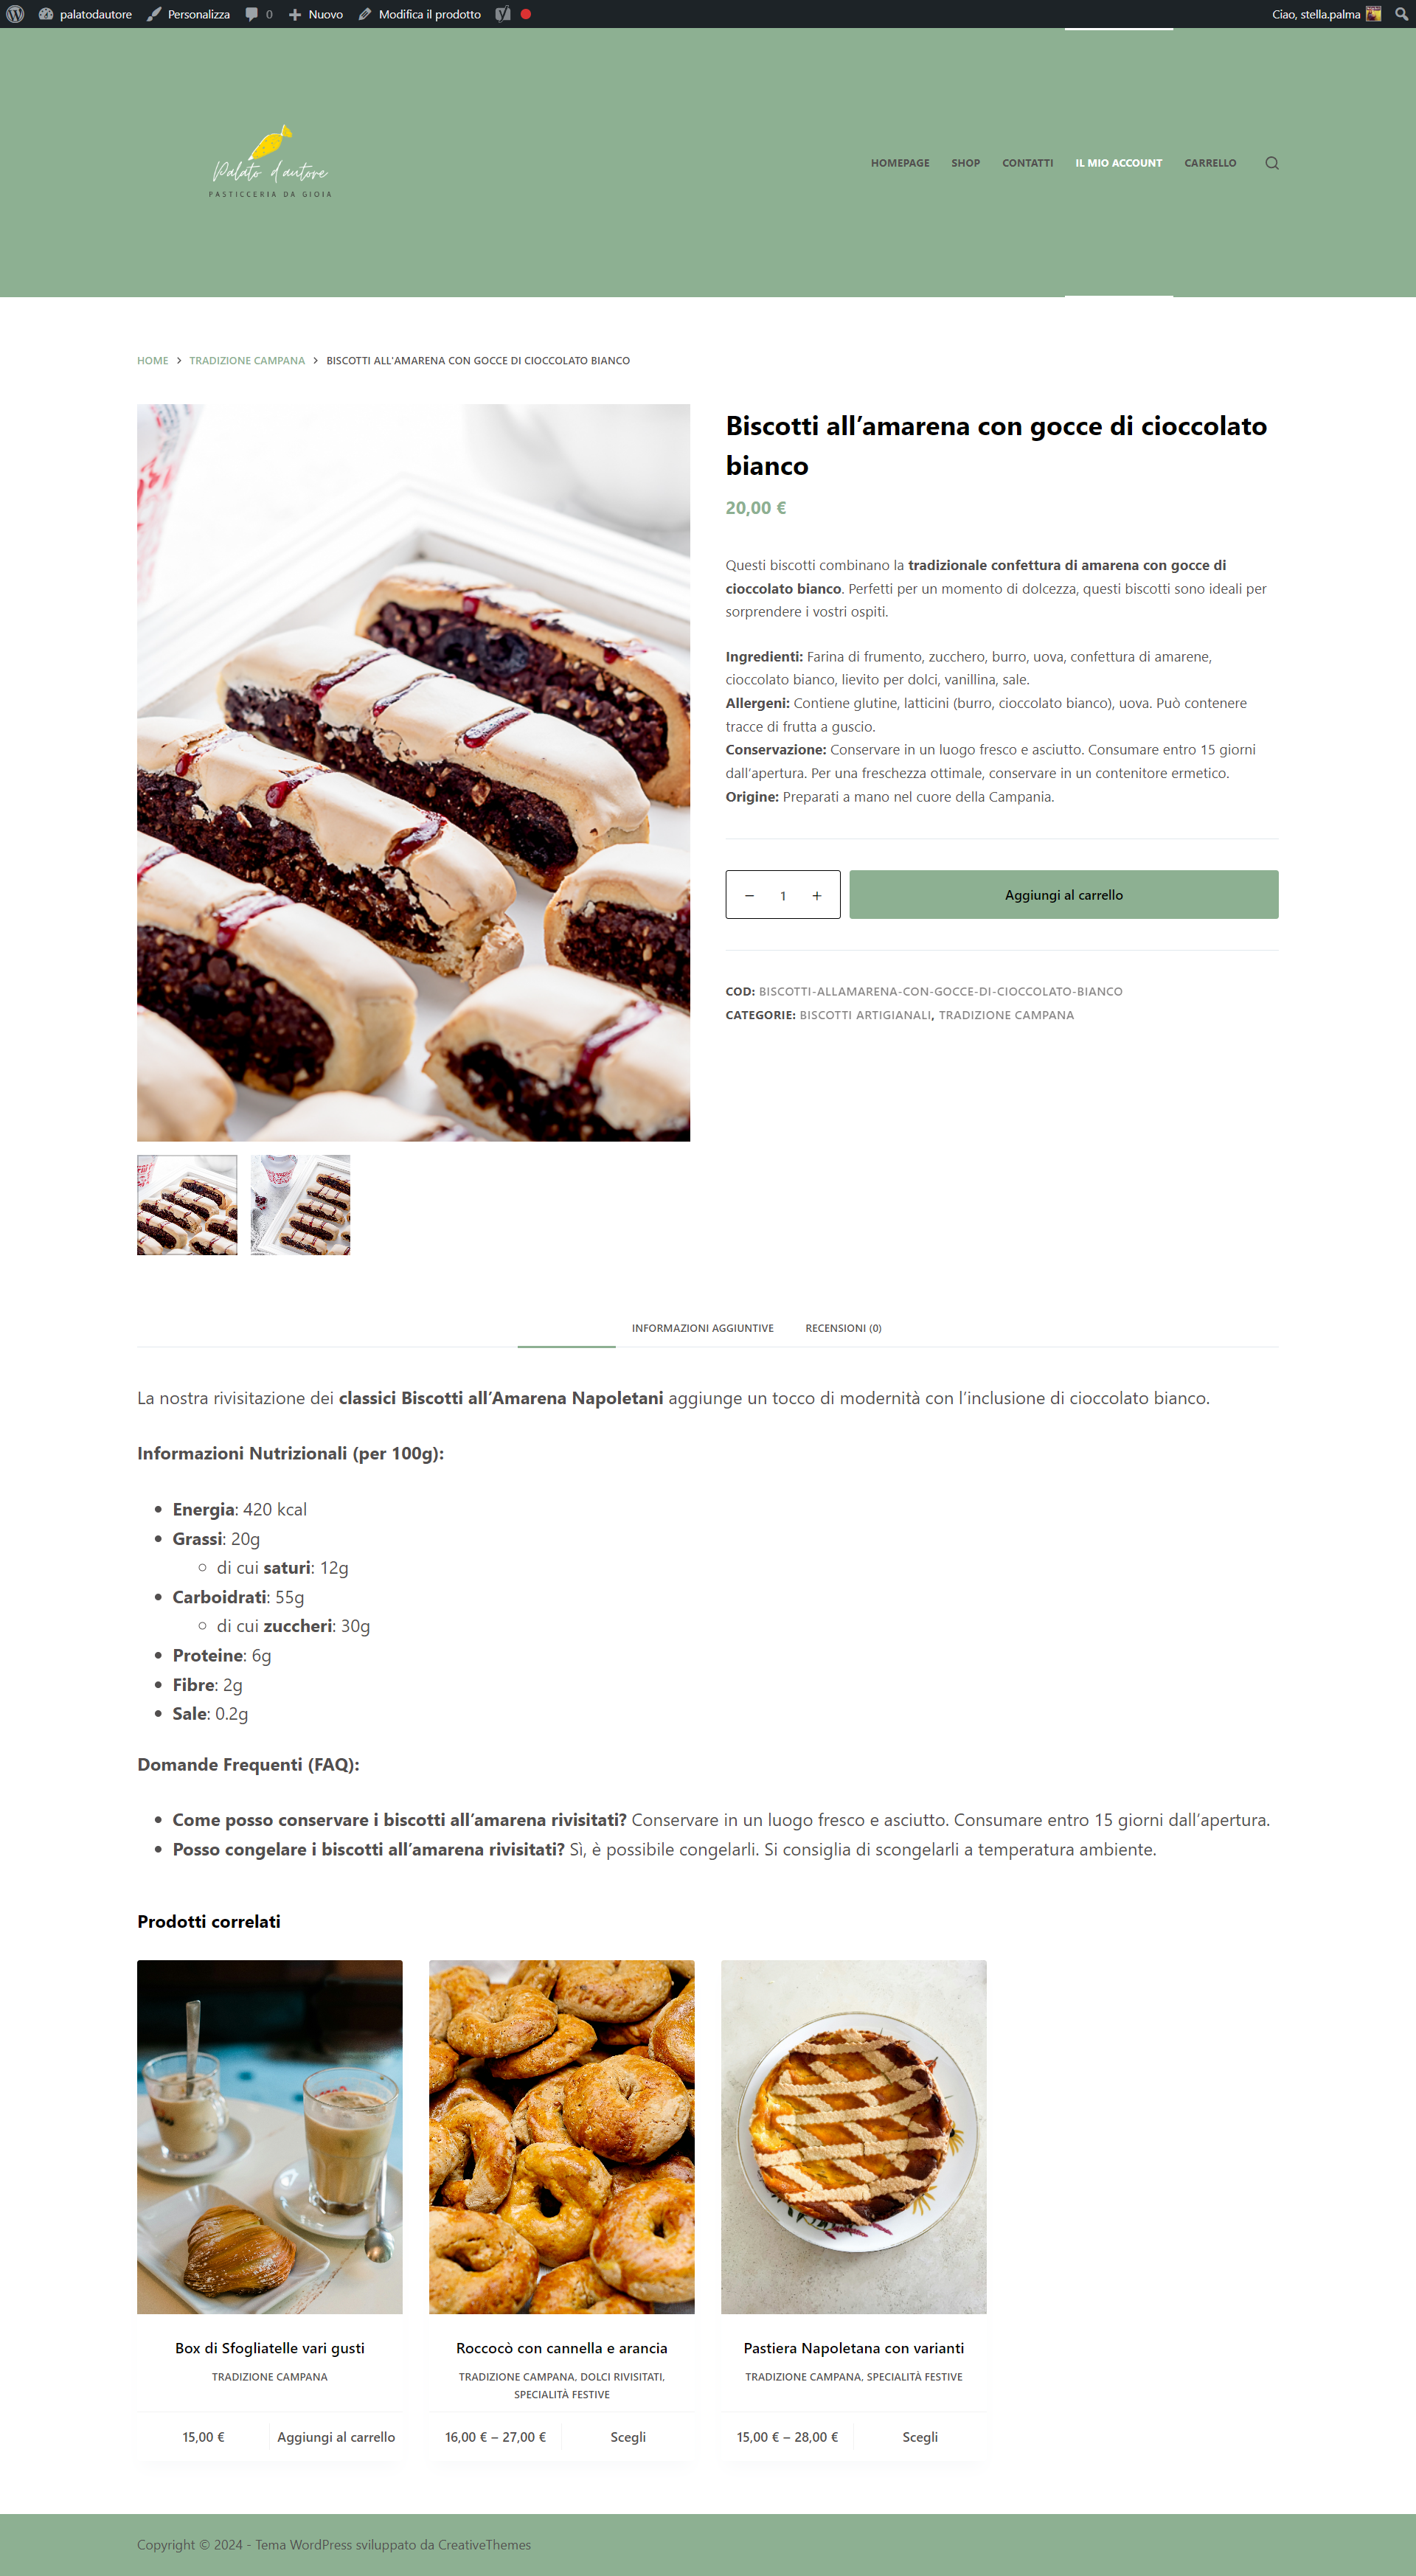 palatodautore Personalizza 0 Nuovo Modifica il prodotto Ciao, stella.palma
Palato d'autore
PASTICCERIA DA GIOIA
HOMEPAGE SHOP CONTATTI IL MIO ACCOUNT CARRELLO
HOME > TRADIZIONE CAMPANA > BISCOTTI ALL'AMARENA CON GOCCE DI CIOCCOLATO BIANCO
Biscotti all’amarena con gocce di cioccolato
bianco
20,00 €
Questi biscotti combinano la tradizionale confettura di amarena con gocce di
cioccolato bianco. Perfetti per un momento di dolcezza, questi biscotti sono ideali per
sorprendere i vostri ospiti.
Ingredienti: Farina di frumento, zucchero, burro, uova, confettura di amarene,
cioccolato bianco, lievito per dolci, vanillina, sale.
Allergeni: Contiene glutine, latticini (burro, cioccolato bianco), uova. Può contenere
tracce di frutta a guscio.
Conservazione: Conservare in un luogo fresco e asciutto. Consumare entro 15 giorni
dall’apertura. Per una freschezza ottimale, conservare in un contenitore ermetico.
Origine: Preparati a mano nel cuore della Campania.
− 1 + Aggiungi al carrello
COD: BISCOTTI-ALLAMARENA-CON-GOCCE-DI-CIOCCOLATO-BIANCO
CATEGORIE: BISCOTTI ARTIGIANALI, TRADIZIONE CAMPANA
INFORMAZIONI AGGIUNTIVE RECENSIONI (0)
La nostra rivisitazione dei classici Biscotti all’Amarena Napoletani aggiunge un tocco di modernità con l’inclusione di cioccolato bianco.
Informazioni Nutrizionali (per 100g):
Energia: 420 kcal
Grassi: 20g
di cui saturi: 12g
Carboidrati: 55g
di cui zuccheri: 30g
Proteine: 6g
Fibre: 2g
Sale: 0.2g
Domande Frequenti (FAQ):
Come posso conservare i biscotti all’amarena rivisitati? Conservare in un luogo fresco e asciutto. Consumare entro 15 giorni dall’apertura.
Posso congelare i biscotti all’amarena rivisitati? Sì, è possibile congelarli. Si consiglia di scongelarli a temperatura ambiente.
Prodotti correlati
Box di Sfogliatelle vari gusti
TRADIZIONE CAMPANA
15,00 € Aggiungi al carrello
Roccocò con cannella e arancia
TRADIZIONE CAMPANA, DOLCI RIVISITATI,
SPECIALITÀ FESTIVE
16,00 € – 27,00 € Scegli
Pastiera Napoletana con varianti
TRADIZIONE CAMPANA, SPECIALITÀ FESTIVE
15,00 € – 28,00 € Scegli
Copyright © 2024 - Tema WordPress sviluppato da CreativeThemes